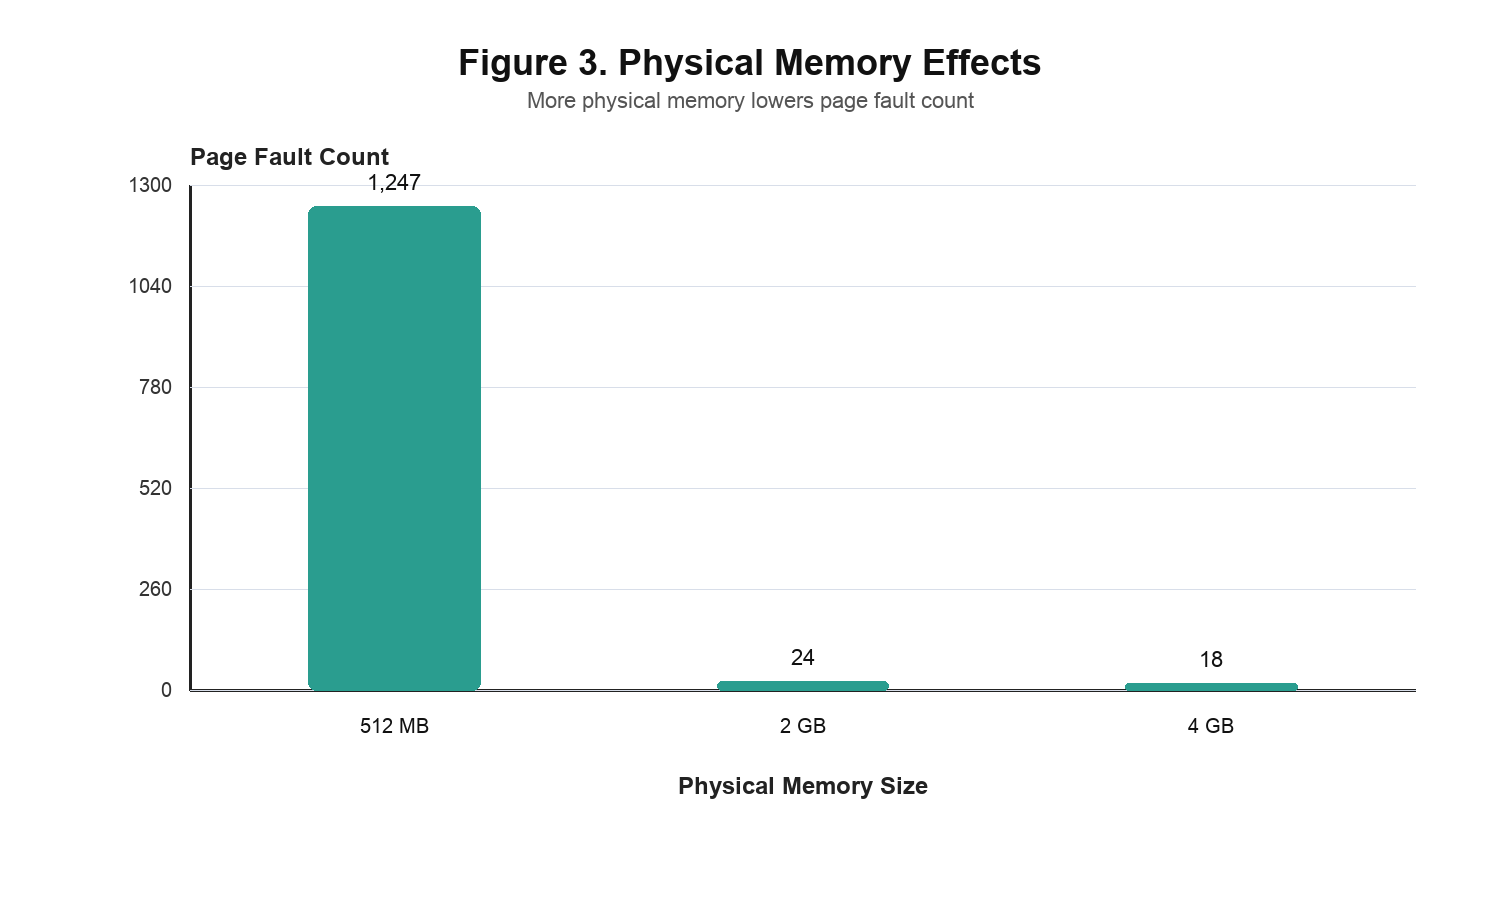 Figure 3. Physical Memory Effects
More physical memory lowers page fault count
Page Fault Count
1300
1,247
1040
780
520
260
24
18
0
512 MB
2 GB
4 GB
Physical Memory Size